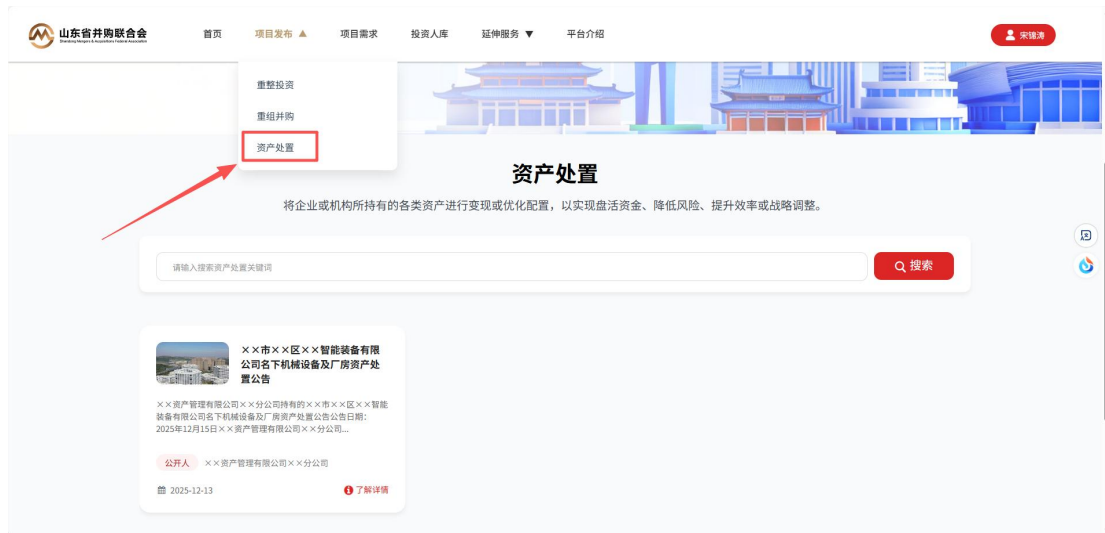 山东省并购联合会
首页
项目发布 ▲
项目需求
投资人库
延伸服务 ▼
平台介绍
宋锦涛
重整投资
重组并购
资产处置
资产处置
将企业或机构所持有的各类资产进行变现或优化配置，以实现盘活资金、降低风险、提升效率或战略调整。
请输入搜索资产处置关键词
搜索
××市××区××智能装备有限
公司名下机械设备及厂房资产处
置公告
××资产管理有限公司××分公司持有的××市××区××智能
装备有限公司名下机械设备及厂房资产处置公告公告日期：
2025年12月15日××资产管理有限公司××分公司...
公开人 ××资产管理有限公司××分公司
2025-12-13
了解详情